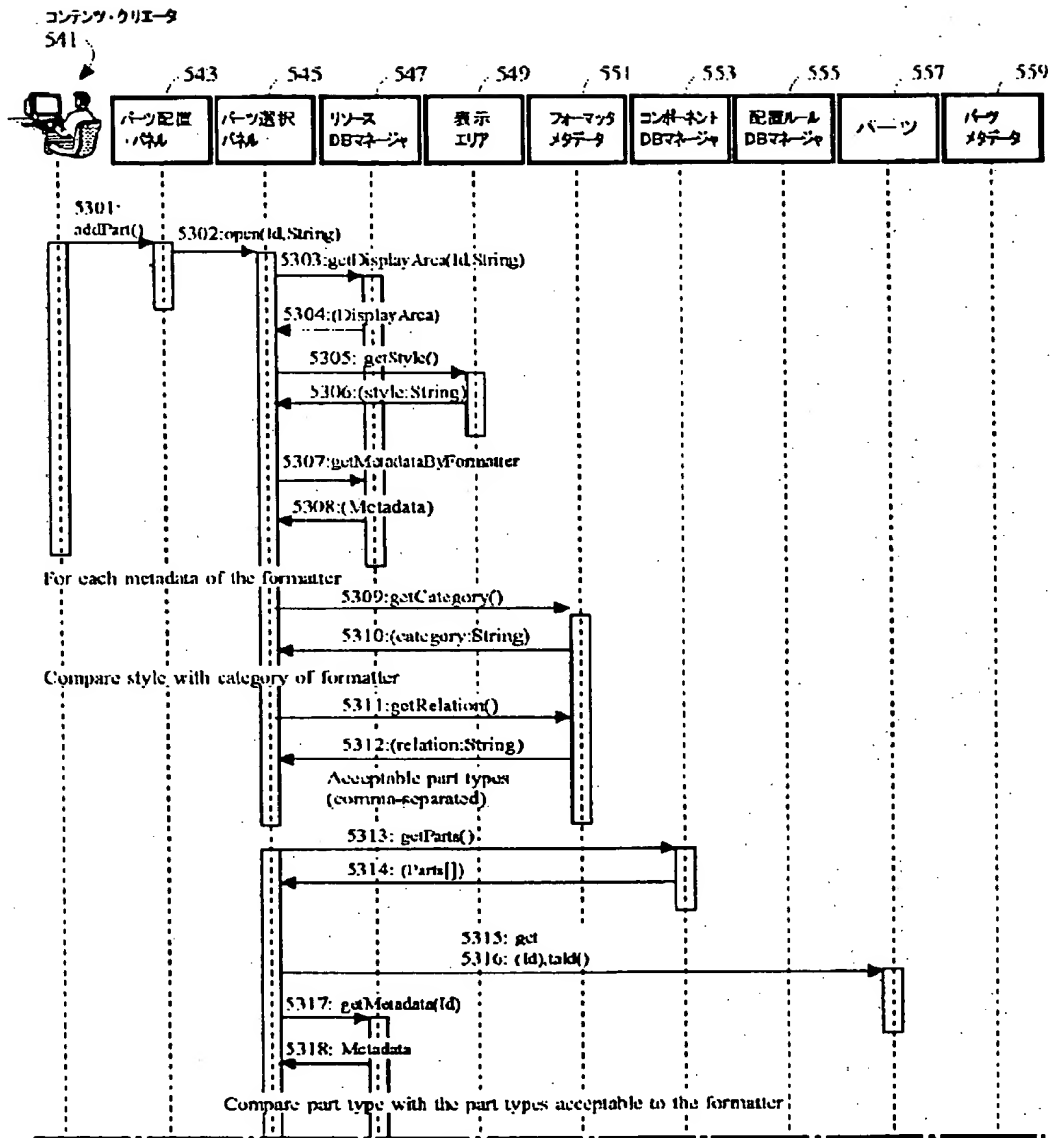 コンテンツ・クリエータ
541
543
545
547
549
551
553
555
557
559
パーツ配置
・パネル
パーツ選択
パネル
リソース
DBマネージャ
表示
エリア
フォーマッタ
メタデータ
コンポーネント
DBマネージャ
配置ルール
DBマネージャ
パーツ
パーツ
メタデータ
5301:
addPart()
5302:open(Id,String)
5303:getDisplayArea(Id,String)
5304:(DisplayArea)
5305: getStyle()
5306:(style:String)
5307:getMetadataByFormatter
5308:(Metadata)
For each metadata of the formatter
5309:getCategory()
5310:(category:String)
Compare style with category of formatter
5311:getRelation()
5312:(relation:String)
Acceptable part types
(comma-separated)
5313: getParts()
5314: (Parts[])
5315: get
5316: (Id),taId()
5317: getMetadata(Id)
5318: Metadata
Compare part type with the part types acceptable to the formatter